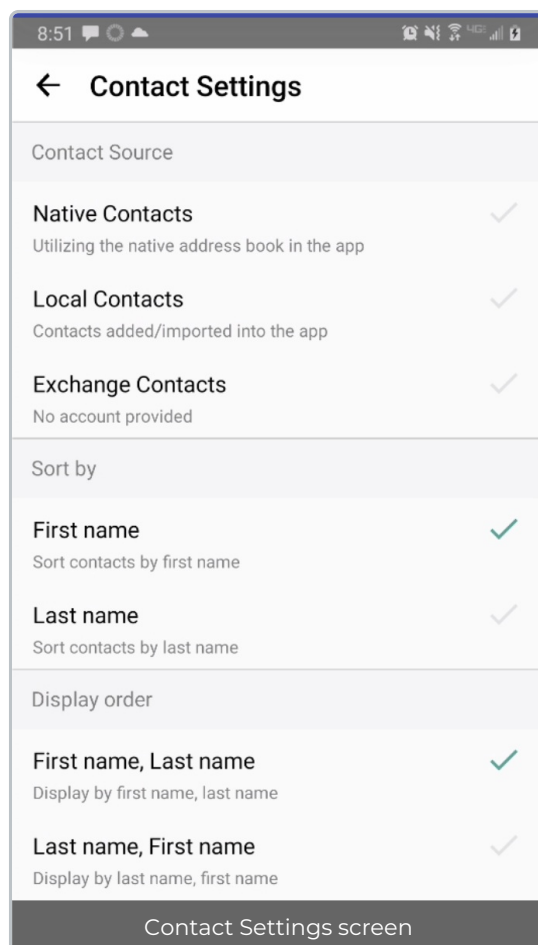 8:51
4GE
Contact Settings
Contact Source
Native Contacts
Utilizing the native address book in the app
Local Contacts
Contacts added/imported into the app
Exchange Contacts
No account provided
Sort by
First name
Sort contacts by first name
Last name
Sort contacts by last name
Display order
First name, Last name
Display by first name, last name
Last name, First name
Display by last name, first name
Contact Settings screen